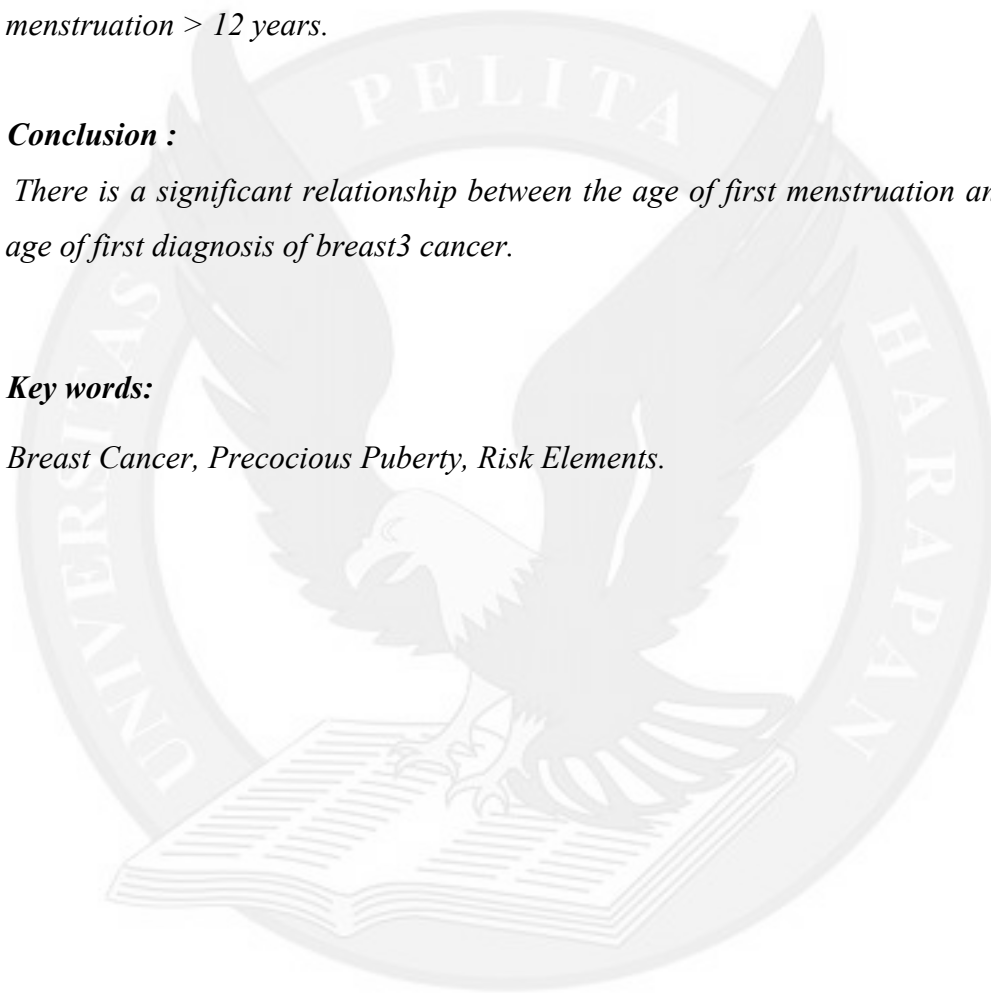 menstruation > 12 years.
Conclusion :
There is a significant relationship between the age of first menstruation an
age of first diagnosis of breast3 cancer.
Key words:
Breast Cancer, Precocious Puberty, Risk Elements.
UNIVERSITAS PELITA HARAPAN